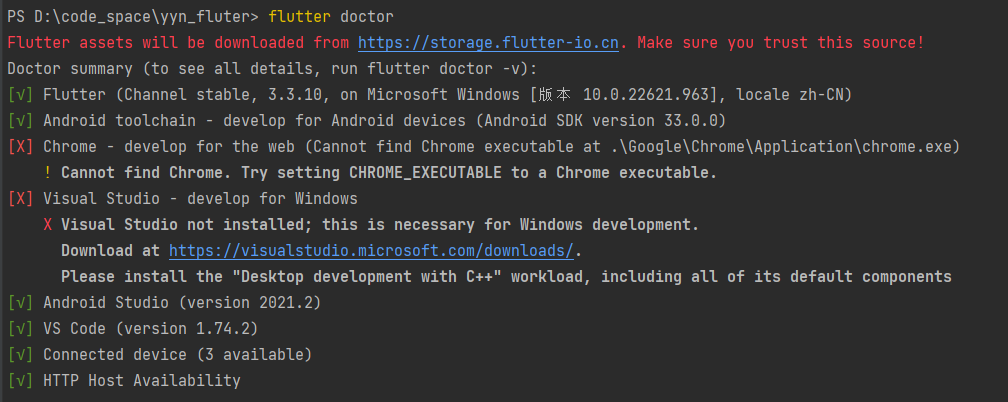 PS D:\code_space\yyn_fluter> flutter doctor
Flutter assets will be downloaded from https://storage.flutter-io.cn. Make sure you trust this source!
Doctor summary (to see all details, run flutter doctor -v):
[√] Flutter (Channel stable, 3.3.10, on Microsoft Windows [版本 10.0.22621.963], locale zh-CN)
[√] Android toolchain - develop for Android devices (Android SDK version 33.0.0)
[X] Chrome - develop for the web (Cannot find Chrome executable at .\Google\Chrome\Application\chrome.exe)
! Cannot find Chrome. Try setting CHROME_EXECUTABLE to a Chrome executable.
[X] Visual Studio - develop for Windows
X Visual Studio not installed; this is necessary for Windows development.
Download at https://visualstudio.microsoft.com/downloads/.
Please install the "Desktop development with C++" workload, including all of its default components
[√] Android Studio (version 2021.2)
[√] VS Code (version 1.74.2)
[√] Connected device (3 available)
[√] HTTP Host Availability